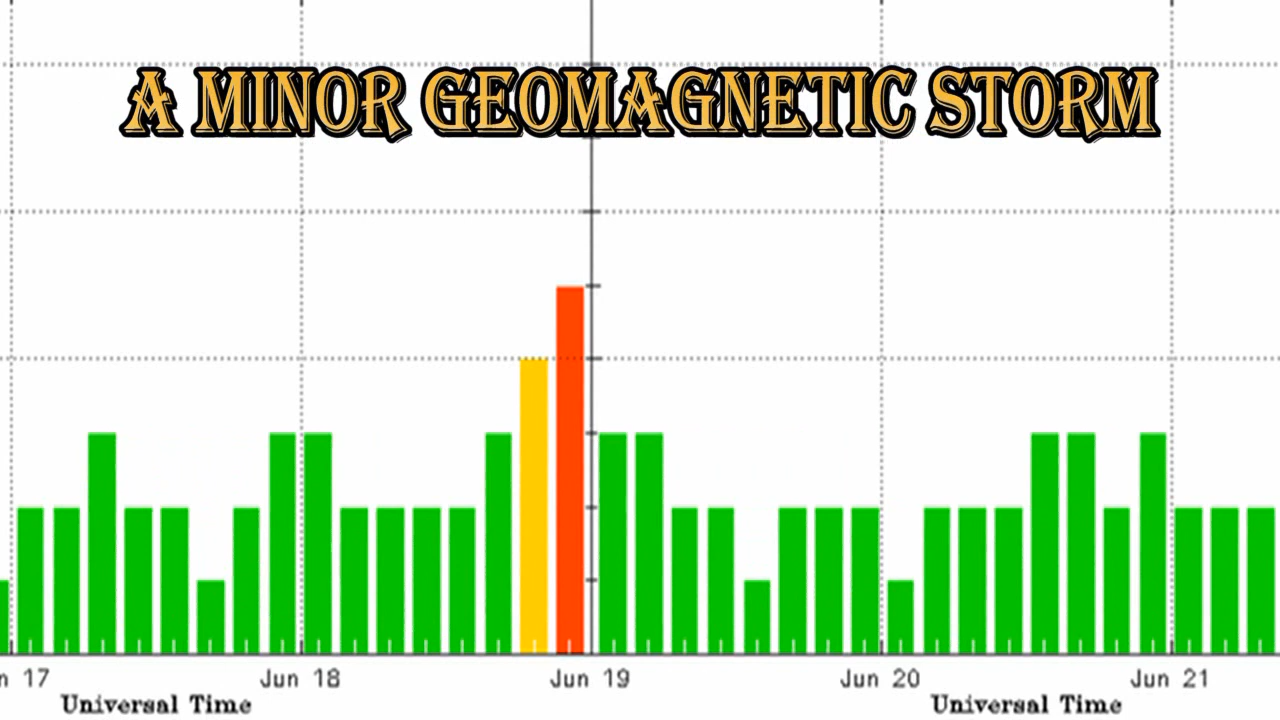 A MINOR GEOMAGNETIC STORM
n 17 Jun 18 Jun 19 Jun 20 Jun 21
Universal Time Universal Time